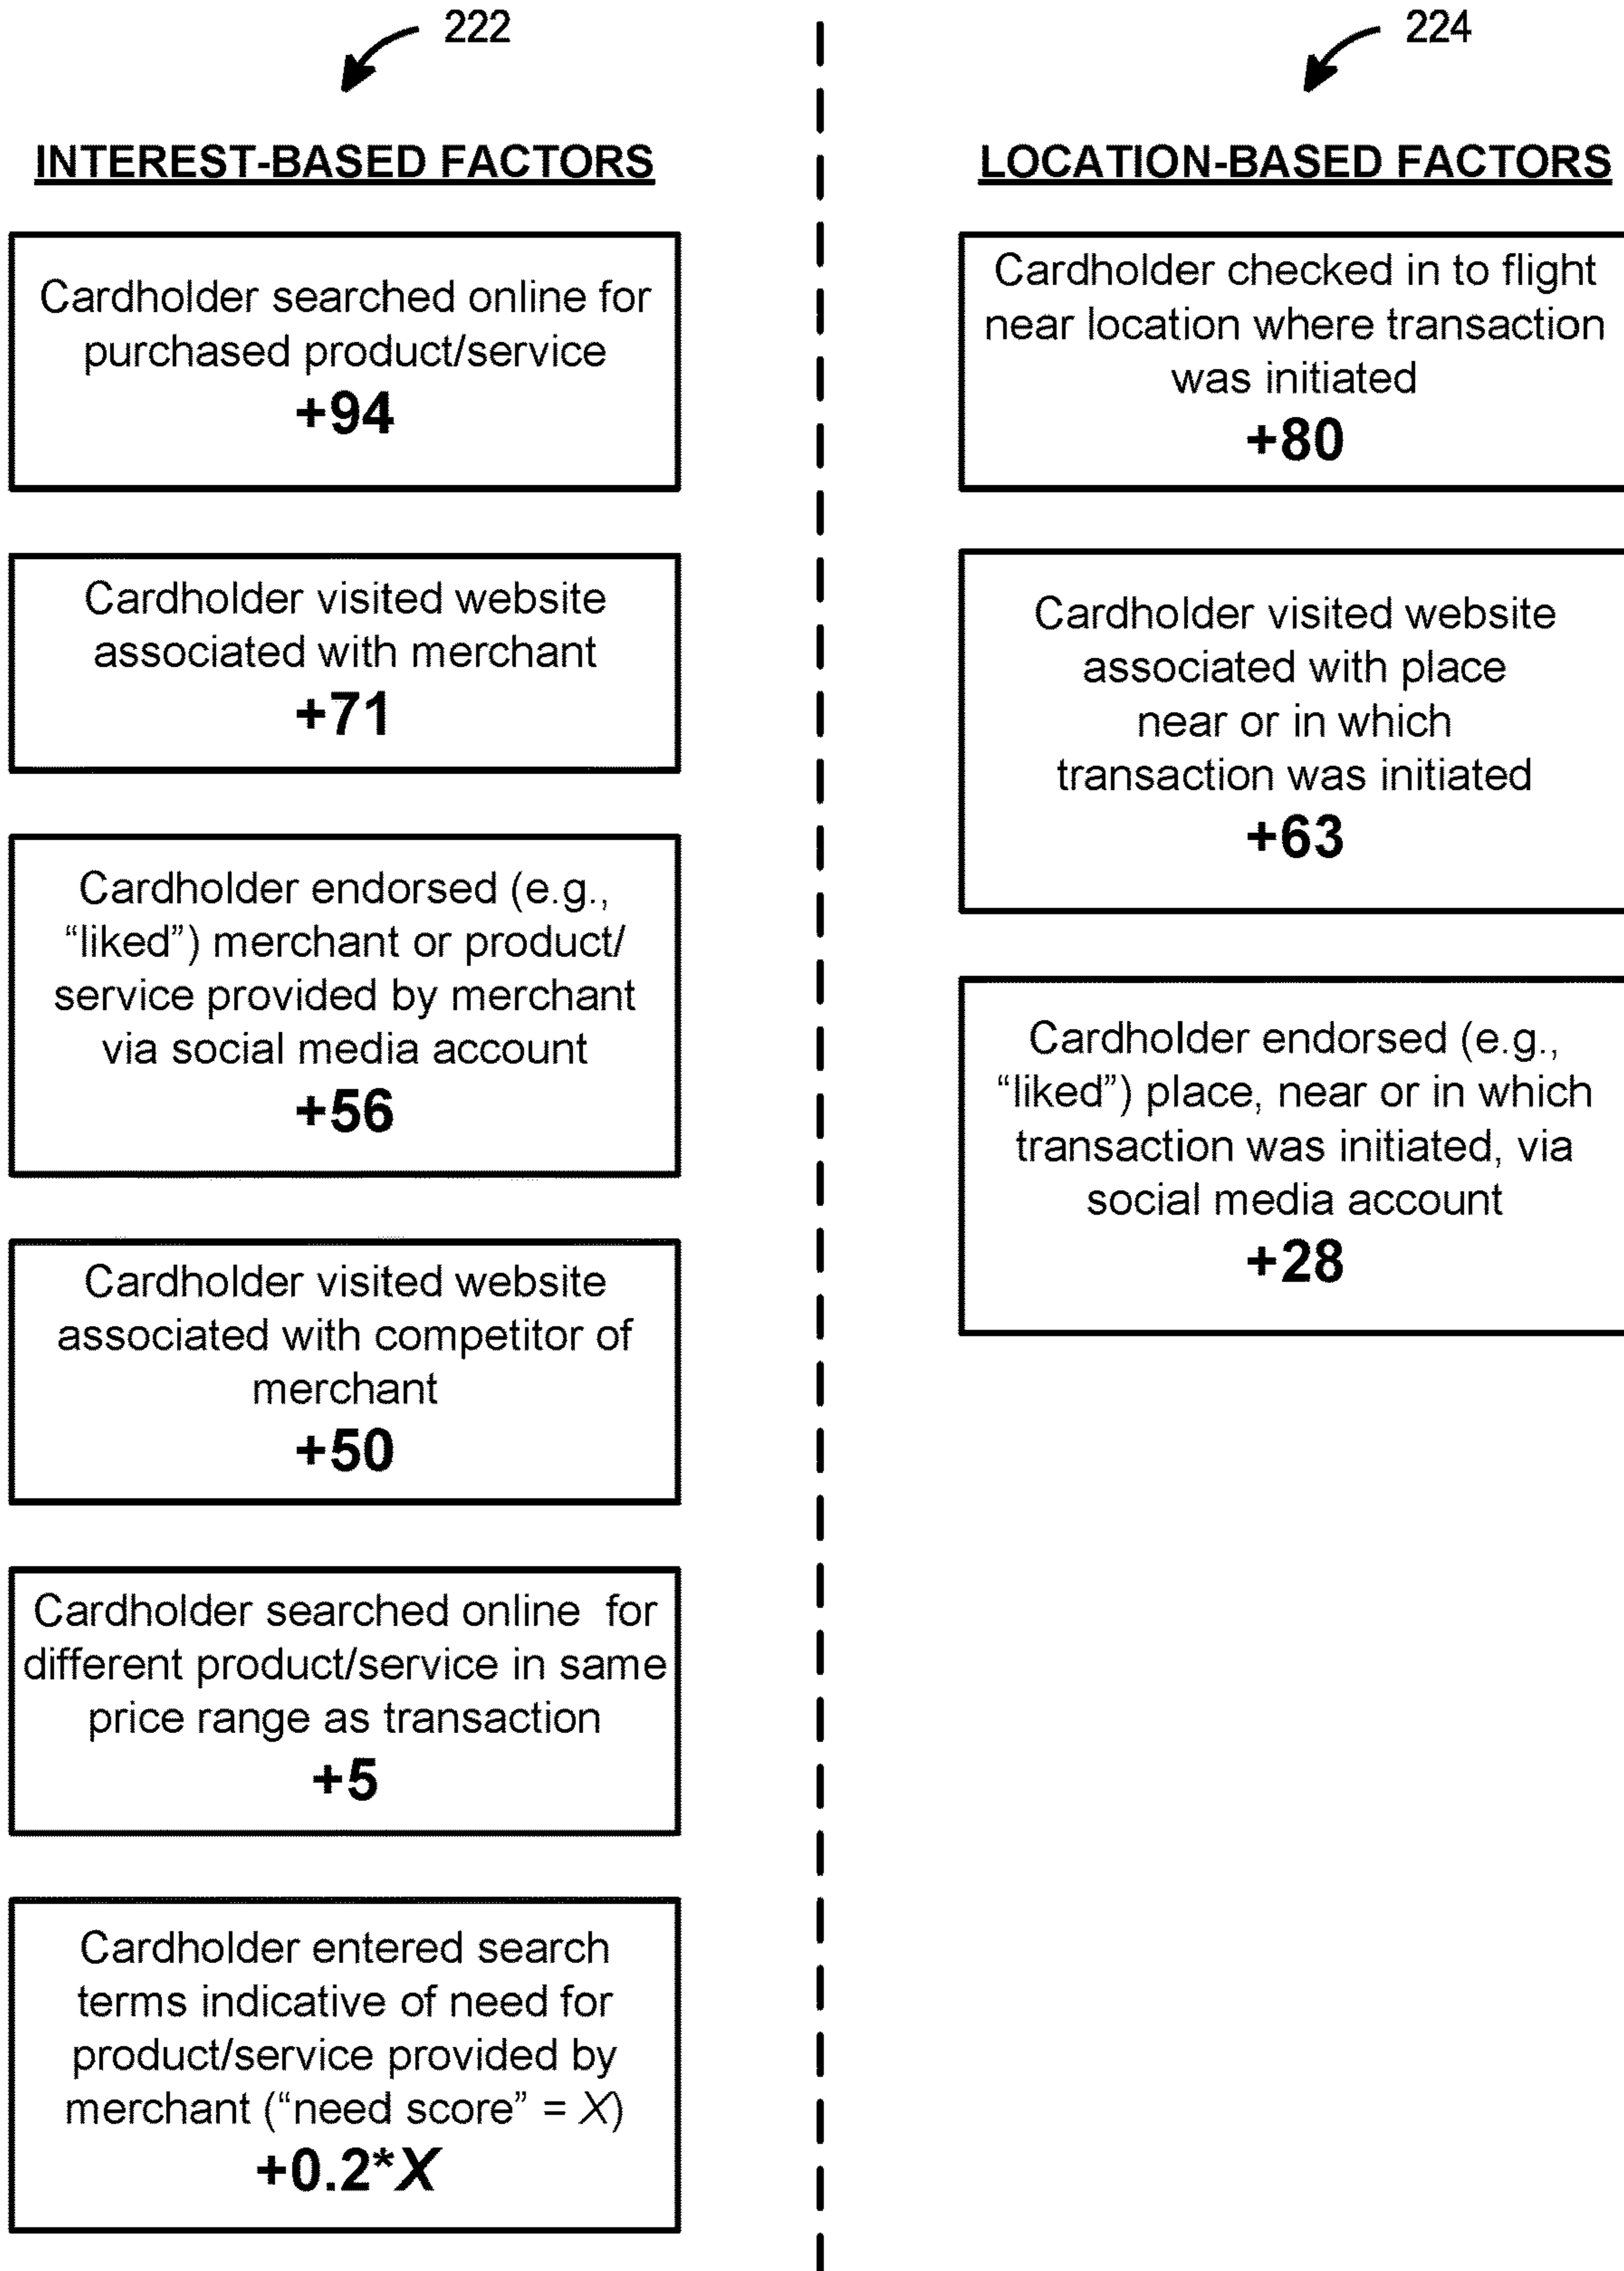 222
INTEREST-BASED FACTORS
Cardholder searched online for
purchased product/service
+94
Cardholder visited website
associated with merchant
+71
Cardholder endorsed (e.g.,
“liked”) merchant or product/
service provided by merchant
via social media account
+56
Cardholder visited website
associated with competitor of
merchant
+50
Cardholder searched online for
different product/service in same
price range as transaction
+5
Cardholder entered search
terms indicative of need for
product/service provided by
merchant (“need score” = X)
+0.2*X
224
LOCATION-BASED FACTORS
Cardholder checked in to flight
near location where transaction
was initiated
+80
Cardholder visited website
associated with place
near or in which
transaction was initiated
+63
Cardholder endorsed (e.g.,
“liked”) place, near or in which
transaction was initiated, via
social media account
+28